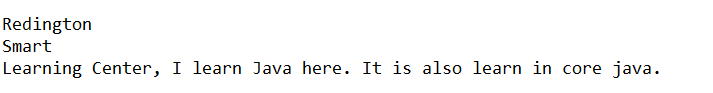 Redington
Smart
Learning Center, I learn Java here. It is also learn in core java.